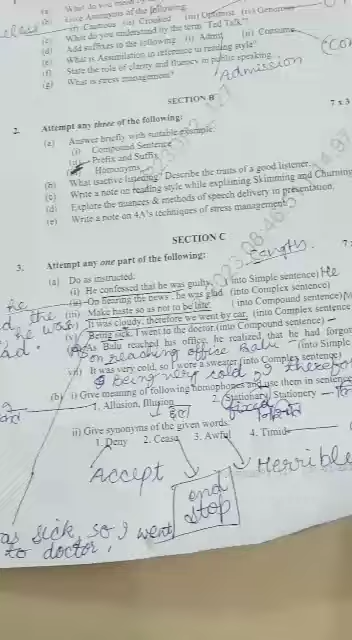 (a) What do you mean
(b) Give Antonyms of the following.
(i) Cautious (ii) Crooked (iii) Optimist (iv) Generous
(c) What do you understand by the term 'Ted Talk'?
(d) Add suffixes to the following (i) Admit (ii) Consume
(e) What is Assimilation in reference to reading style?
(f) State the role of clarity and fluency in public speaking.
(g) What is stress management?
Admission
SECTION B
2. Attempt any three of the following: 7 x 3
(a) Answer briefly with suitable example:
(i) Compound Sentence
(ii) Prefix and Suffix
Homonyms
(b) What is active listening? Describe the traits of a good listener.
(c) Write a note on reading style while explaining Skimming and Churning
(d) Explore the nuances & methods of speech delivery in presentation.
(e) Write a note on 4A's techniques of stress management?
SECTION C
3. Attempt any one part of the following:
(a) Do as instructed.
(i) He confessed that he was guilty. (into Simple sentence) He
(ii) On hearing the news, he was glad (into Complex sentence)
(iii) Make haste so as not to be late. (into Compound sentence)
It was cloudy, therefore we went by car. (into Complex sentence
(v) Being sick, I went to the doctor.(into Compound sentence)
As Balu reached his office, he realized that he had forgot
(into Simple
on reaching office Balu
vii) It was very cold, so I wore a sweater(into Complex sentence)
Being very cold
(b) i) Give meaning of following homophones and use them in sentence
1. Allusion, Illusion 2. Stationary, Stationery
ii) Give synonyms of the given words.
1. Deny 2. Cease 3. Awful 4. Timid
Accept
end
stop
Horrible
as sick, so I went
to doctor.